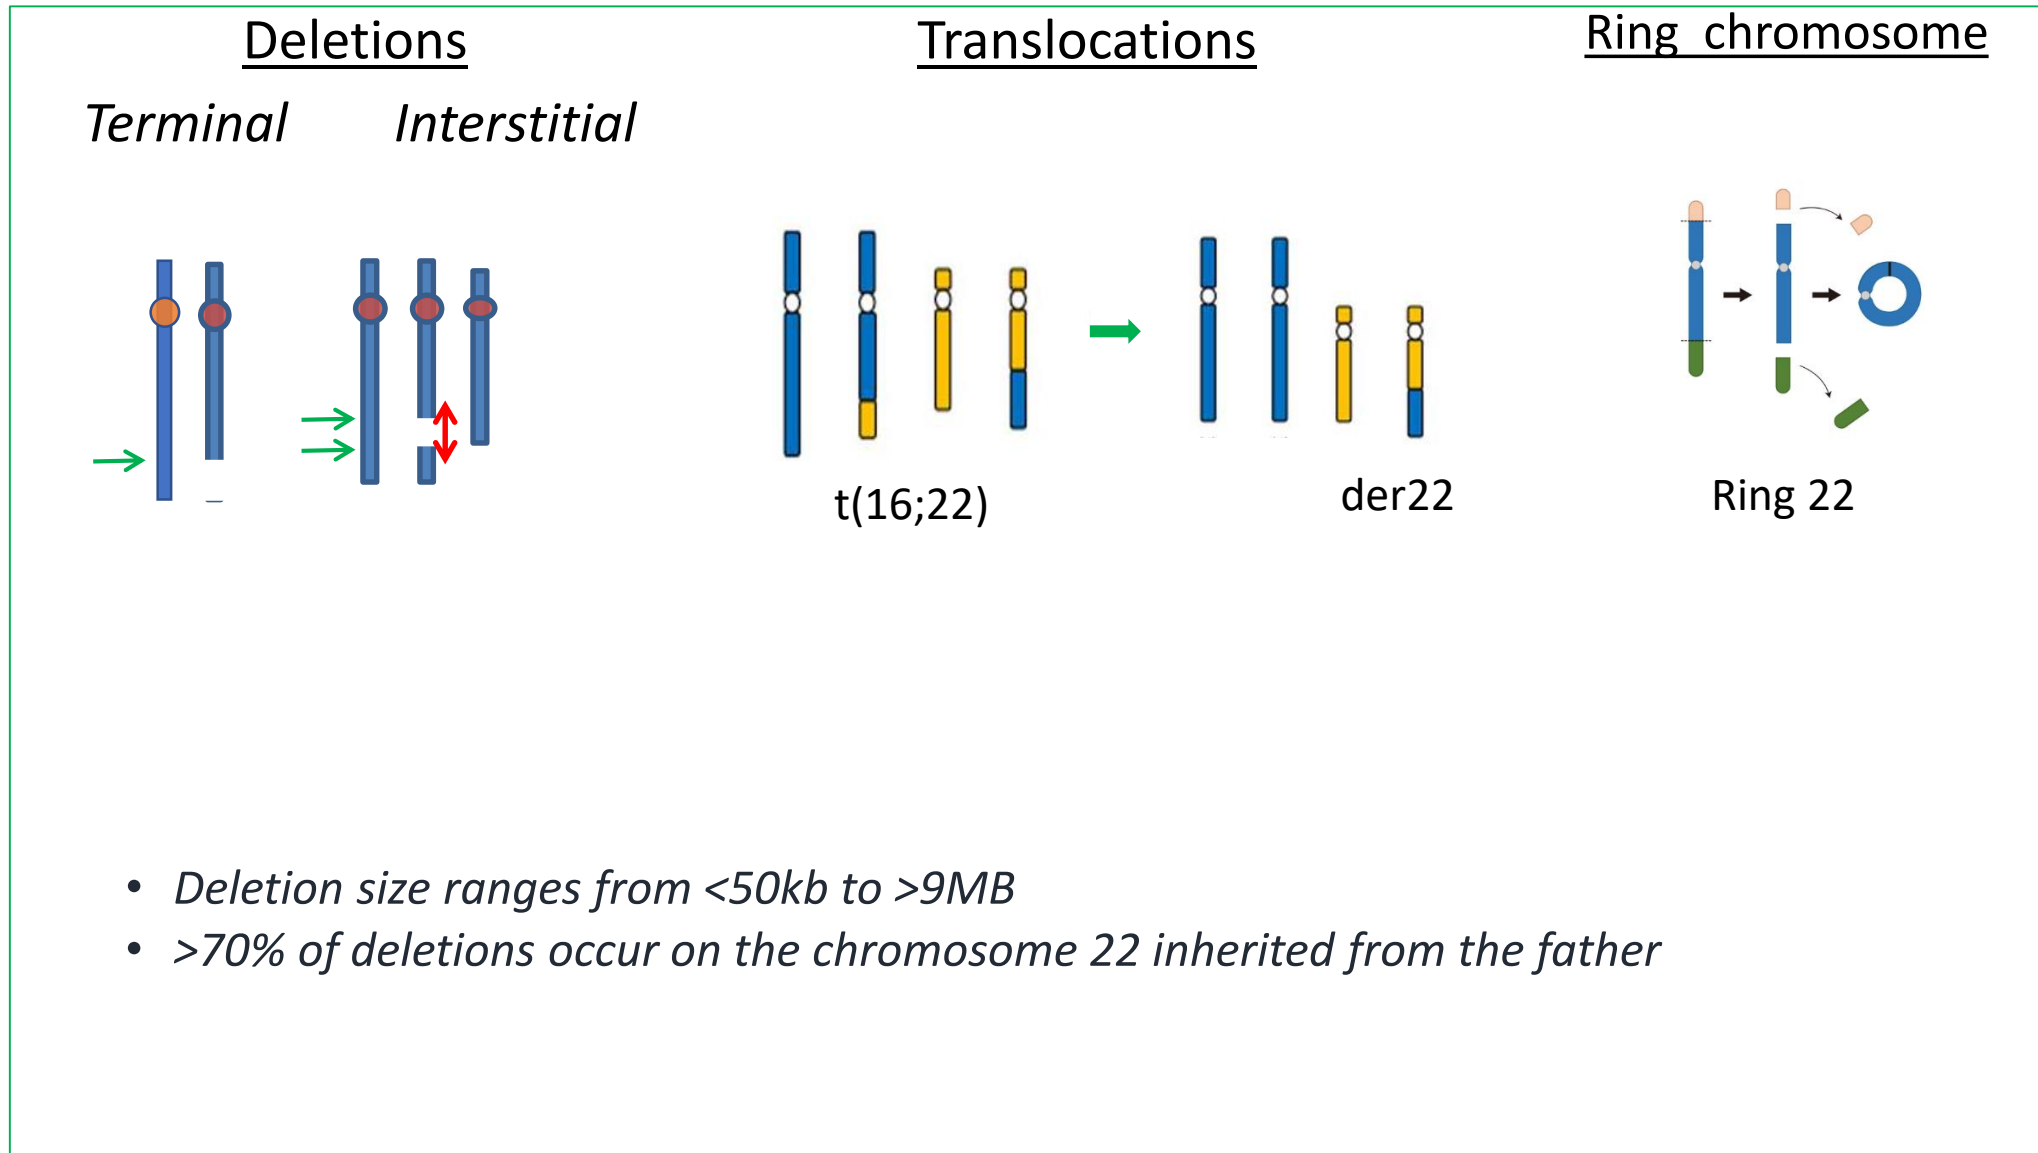 Deletions
Translocations
Ring chromosome
Terminal
Interstitial
t(16;22)
der22
Ring 22
• Deletion size ranges from <50kb to >9MB
• >70% of deletions occur on the chromosome 22 inherited from the father